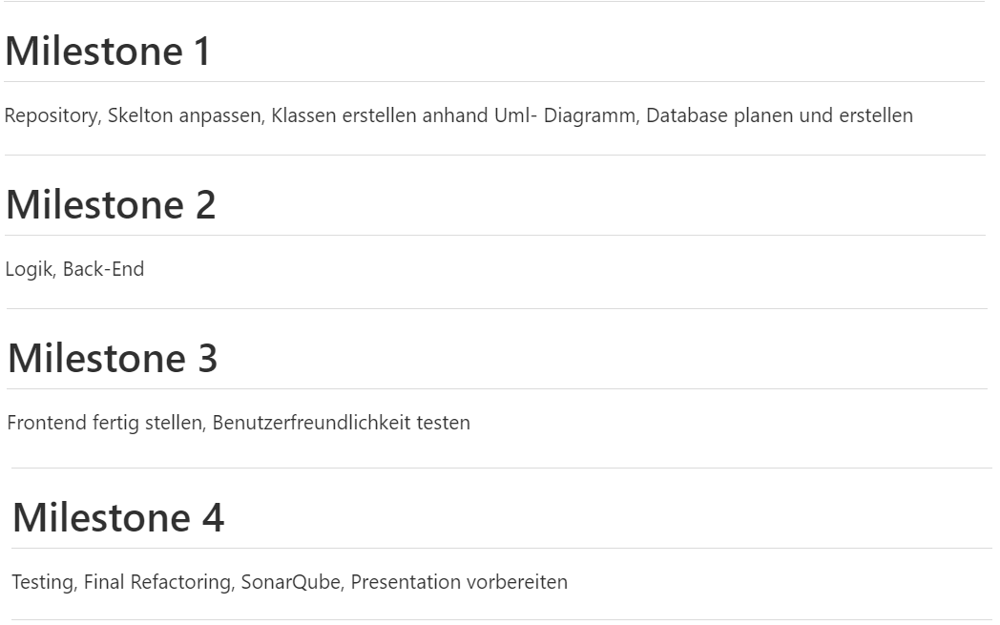 Milestone 1
Repository, Skelton anpassen, Klassen erstellen anhand Uml- Diagramm, Database planen und erstellen
Milestone 2
Logik, Back-End
Milestone 3
Frontend fertig stellen, Benutzerfreundlichkeit testen
Milestone 4
Testing, Final Refactoring, SonarQube, Presentation vorbereiten